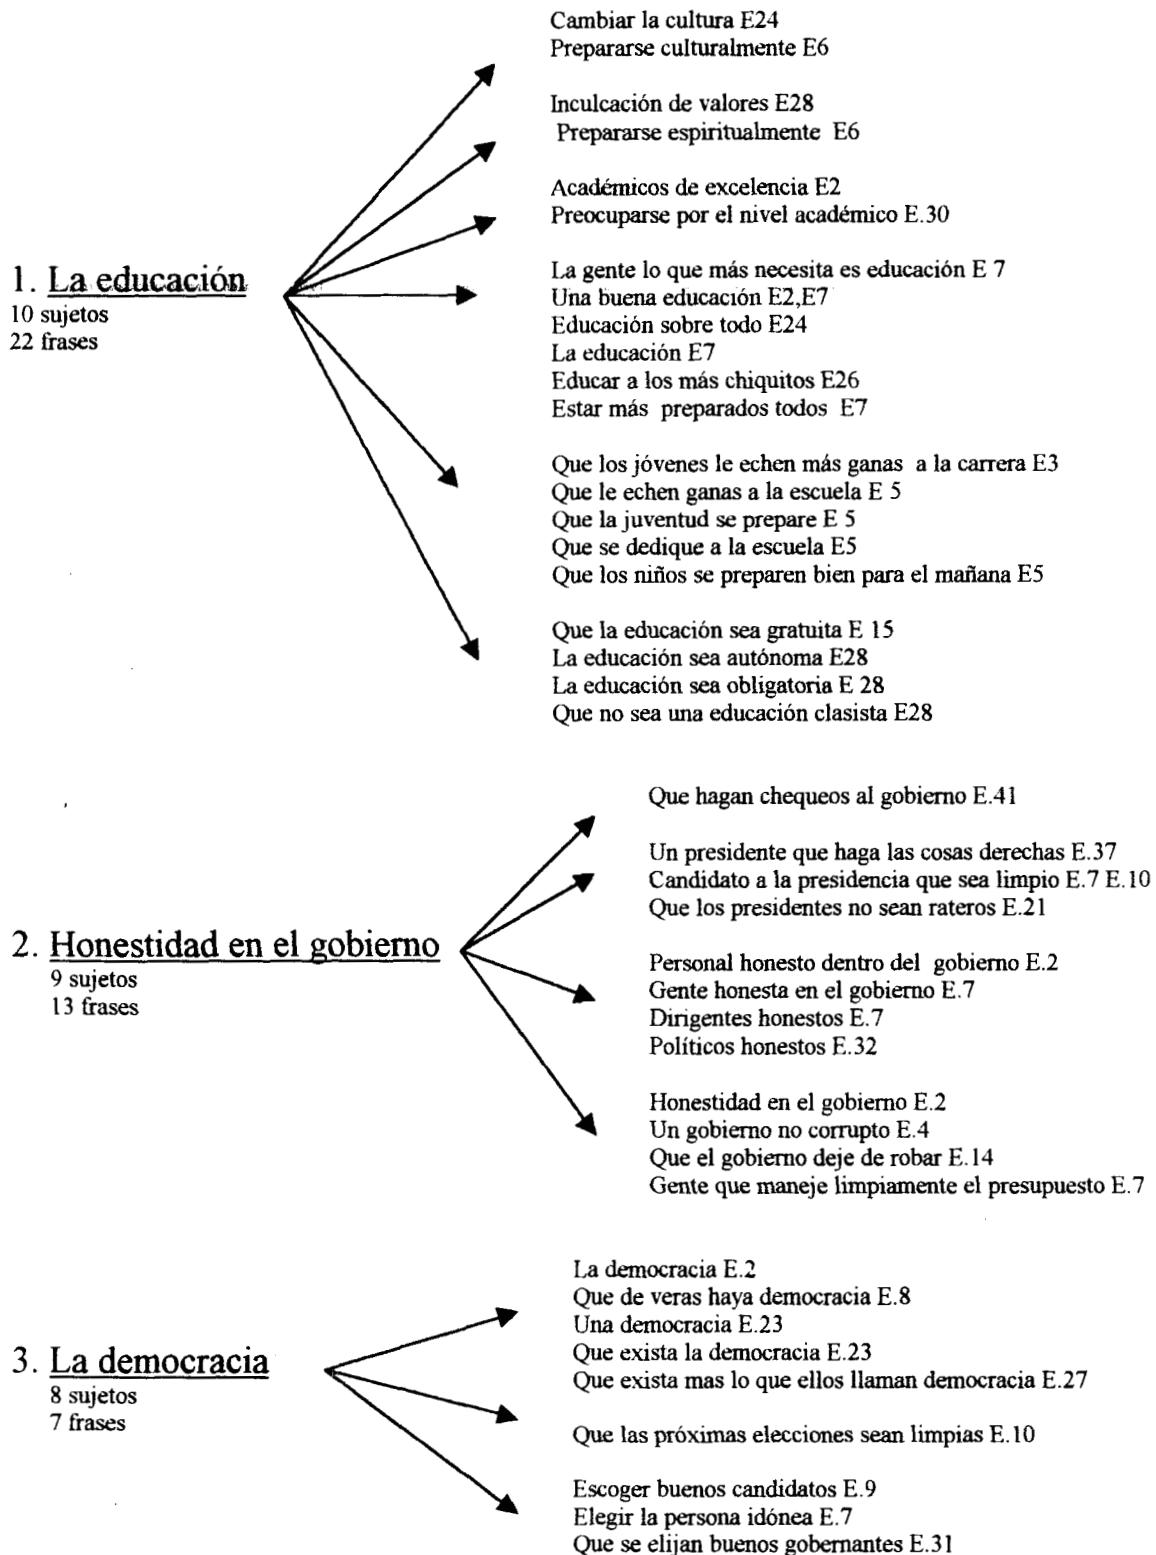 Cambiar la cultura E24
Prepararse culturalmente E6
Inculcación de valores E28
Prepararse espiritualmente E6
Académicos de excelencia E2
Preocuparse por el nivel académico E.30
1. La educación
10 sujetos
22 frases
La gente lo que más necesita es educación E 7
Una buena educación E2,E7
Educación sobre todo E24
La educación E7
Educar a los más chiquitos E26
Estar más preparados todos E7
Que los jóvenes le echen más ganas a la carrera E3
Que le echen ganas a la escuela E 5
Que la juventud se prepare E 5
Que se dedique a la escuela E5
Que los niños se preparen bien para el mañana E5
Que la educación sea gratuita E 15
La educación sea autónoma E28
La educación sea obligatoria E 28
Que no sea una educación clasista E28
Que hagan chequeos al gobierno E.41
Un presidente que haga las cosas derechas E.37
Candidato a la presidencia que sea limpio E.7 E.10
Que los presidentes no sean rateros E.21
2. Honestidad en el gobierno
9 sujetos
13 frases
Personal honesto dentro del gobierno E.2
Gente honesta en el gobierno E.7
Dirigentes honestos E.7
Políticos honestos E.32
Honestidad en el gobierno E.2
Un gobierno no corrupto E.4
Que el gobierno deje de robar E.14
Gente que maneje limpiamente el presupuesto E.7
La democracia E.2
Que de veras haya democracia E.8
Una democracia E.23
Que exista la democracia E.23
Que exista mas lo que ellos llaman democracia E.27
3. La democracia
8 sujetos
7 frases
Que las próximas elecciones sean limpias E.10
Escoger buenos candidatos E.9
Elegir la persona idónea E.7
Que se elijan buenos gobernantes E.31